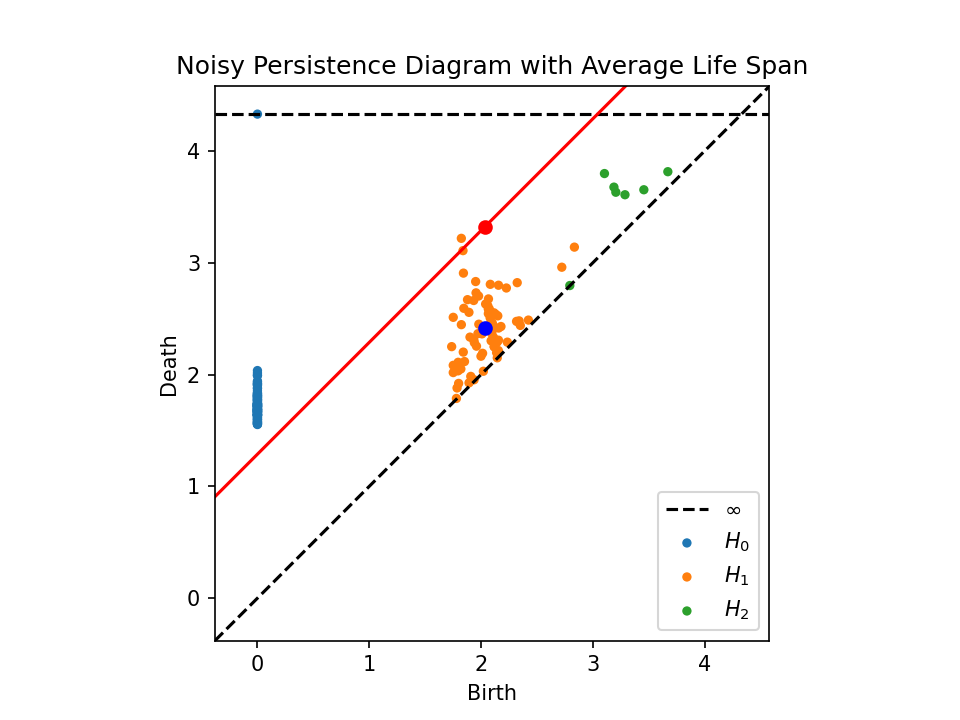 Noisy Persistence Diagram with Average Life Span
Death
4
3
2
1
0
∞
H₀
H₁
H₂
0 1 2 3 4
Birth